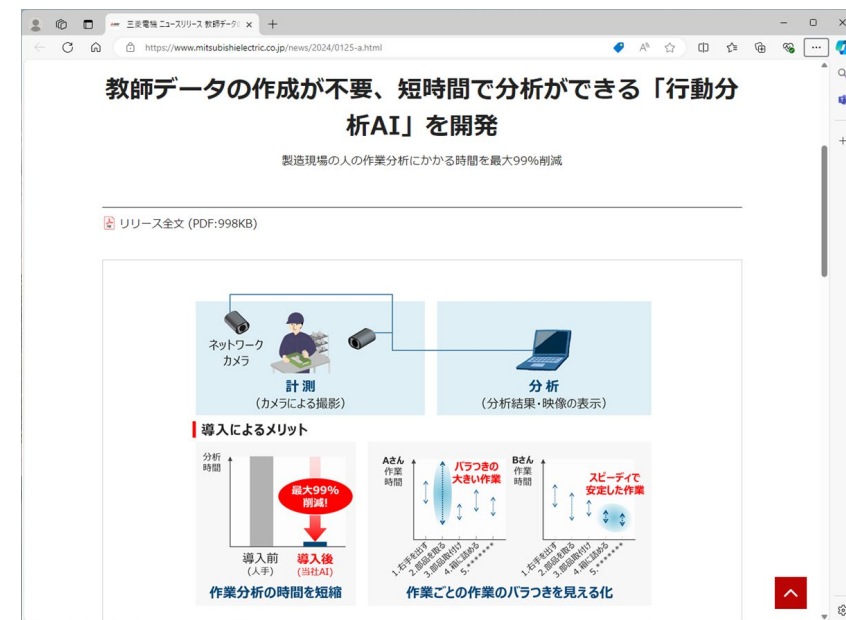 三菱電機 ニュースリリース 教師データの
https://www.mitsubishielectric.co.jp/news/2024/0125-a.html
教師データの作成が不要、短時間で分析ができる「行動分
析AI」を開発
製造現場の人の作業分析にかかる時間を最大99%削減
リリース全文 (PDF:998KB)
ネットワーク
カメラ
計測
(カメラによる撮影)
分析
(分析結果・映像の表示)
導入によるメリット
分析
時間
最大99%
削減!
導入前
(人手)
導入後
(当社AI)
作業分析の時間を短縮
Aさん
作業
時間
バラつきの
大きい作業
1.右手を出す
2.部品を取る
3.部品取付け
4.箱に詰める
5.*******
Bさん
作業
時間
スピーディで
安定した作業
1.右手を出す
2.部品を取る
3.部品取付け
4.箱に詰める
5.*******
作業ごとの作業のバラつきを見える化